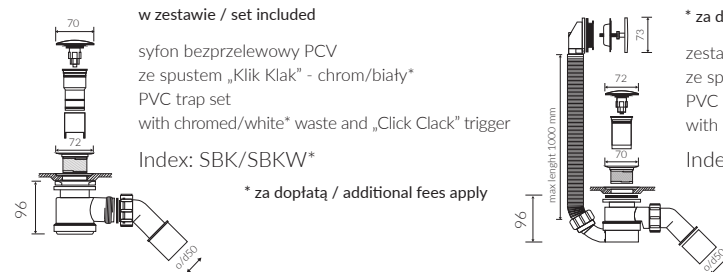 w zestawie / set included
syfon bezprzelewowy PCV
ze spustem „Klik Klak” - chrom/biały*
PVC trap set
with chromed/white* waste and „Click Clack” trigger
Index: SBK/SBKW*
* za dopłatą / additional fees apply
70
72
96
o/d50
* za d
zesta
ze sp
PVC
with
Inde
73
72
70
max lenght 1000 mm
96
o/d50